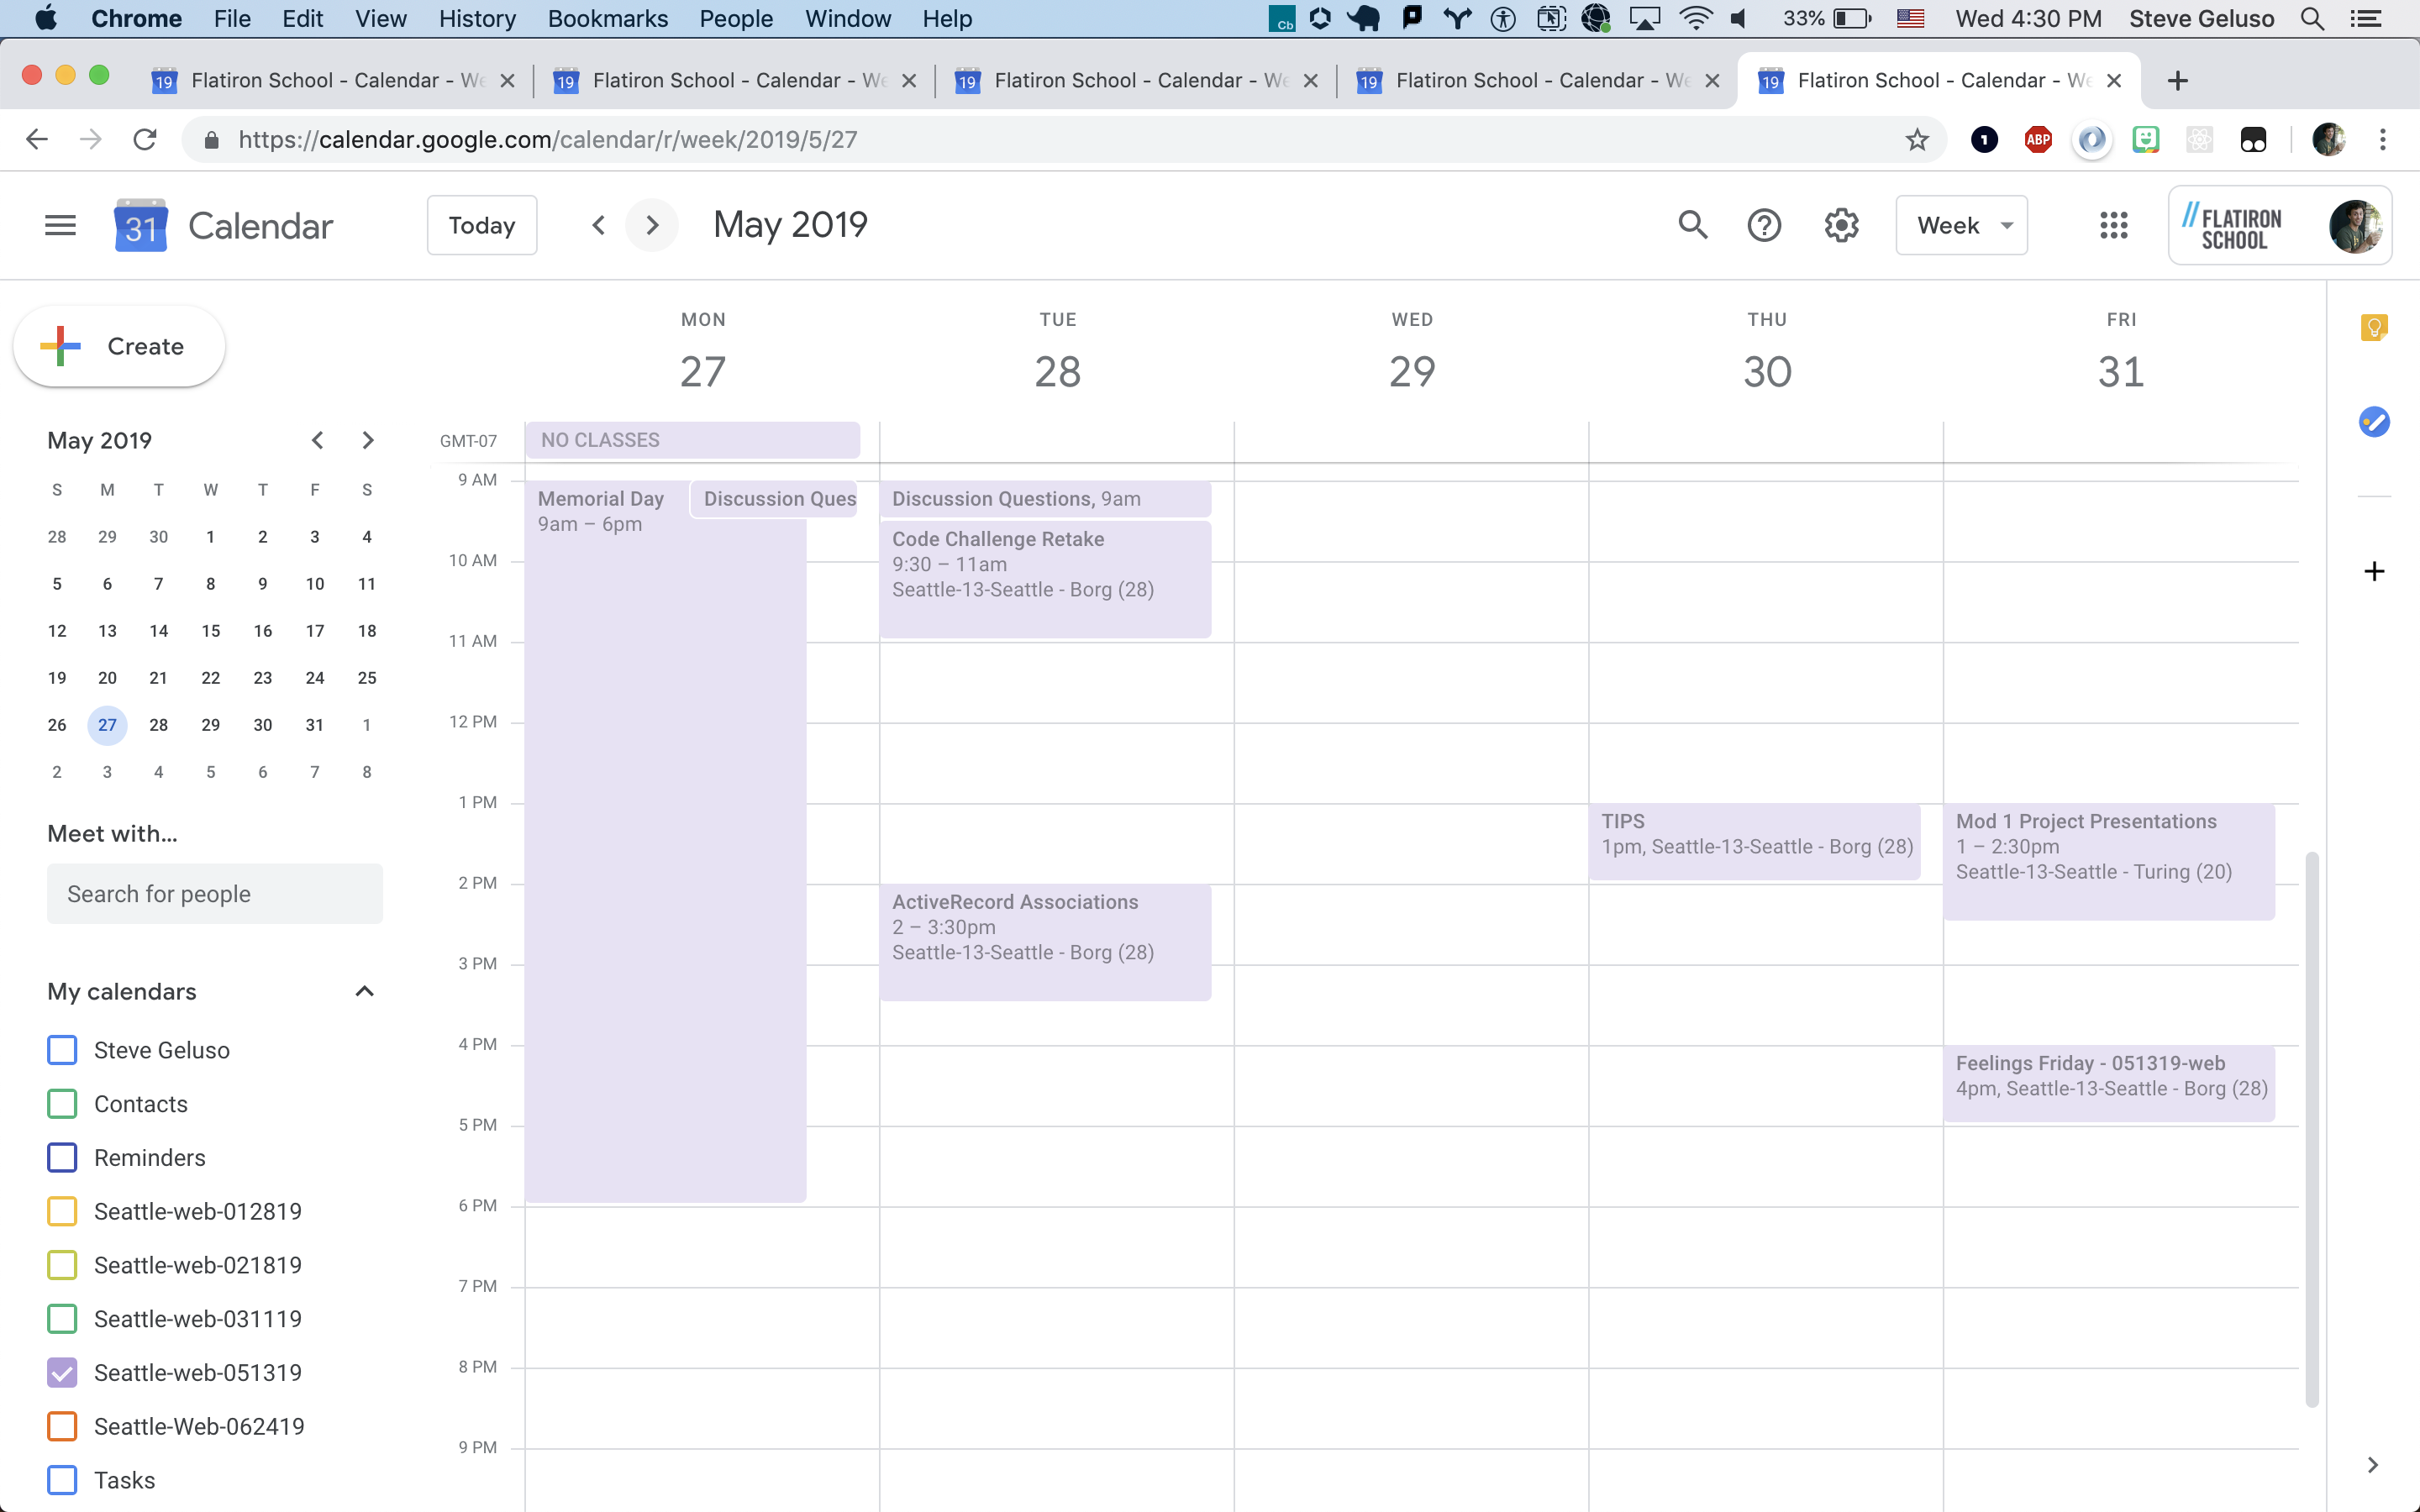 Chrome File Edit View History Bookmarks People Window Help Cb 33% Wed 4:30 PM Steve Geluso
19 Flatiron School - Calendar - We 19 Flatiron School - Calendar - We 19 Flatiron School - Calendar - We 19 Flatiron School - Calendar - We 19 Flatiron School - Calendar - We
https://calendar.google.com/calendar/r/week/2019/5/27 1 ABP
31 Calendar Today May 2019 Week FLATIRON
SCHOOL
Create
MON TUE WED THU FRI
27 28 29 30 31
May 2019
S M T W T F S
28 29 30 1 2 3 4
5 6 7 8 9 10 11
12 13 14 15 16 17 18
19 20 21 22 23 24 25
26 27 28 29 30 31 1
2 3 4 5 6 7 8
Meet with...
Search for people
My calendars
Steve Geluso
Contacts
Reminders
Seattle-web-012819
Seattle-web-021819
Seattle-web-031119
Seattle-web-051319
Seattle-Web-062419
Tasks
GMT-07
9 AM
10 AM
11 AM
12 PM
1 PM
2 PM
3 PM
4 PM
5 PM
6 PM
7 PM
8 PM
9 PM
NO CLASSES
Memorial Day
9am – 6pm
Discussion Ques
Discussion Questions, 9am
Code Challenge Retake
9:30 – 11am
Seattle-13-Seattle - Borg (28)
ActiveRecord Associations
2 – 3:30pm
Seattle-13-Seattle - Borg (28)
TIPS
1pm, Seattle-13-Seattle - Borg (28)
Mod 1 Project Presentations
1 – 2:30pm
Seattle-13-Seattle - Turing (20)
Feelings Friday - 051319-web
4pm, Seattle-13-Seattle - Borg (28)